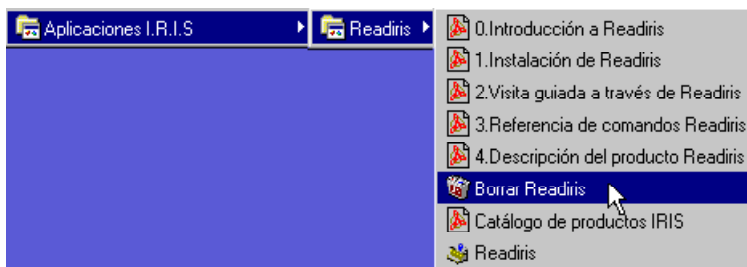 Aplicaciones I.R.I.S
Readiris
0.Introducción a Readiris
1.Instalación de Readiris
2.Visita guiada a través de Readiris
3.Referencia de comandos Readiris
4.Descripción del producto Readiris
Borrar Readiris
Catálogo de productos IRIS
Readiris